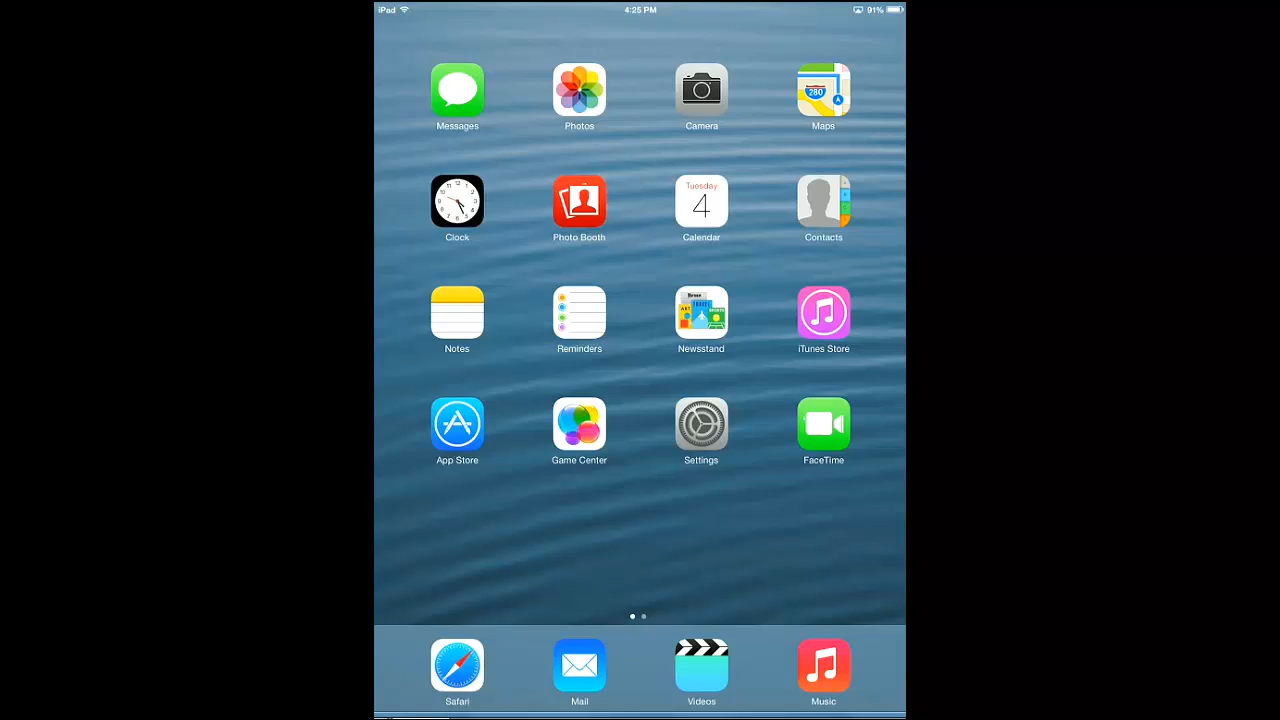 iPad 4:25 PM 91%
280
Messages Photos Camera Maps
Tuesday
4
Clock Photo Booth Calendar Contacts
Notes Reminders Newsstand iTunes Store
App Store Game Center Settings FaceTime
Safari Mail Videos Music